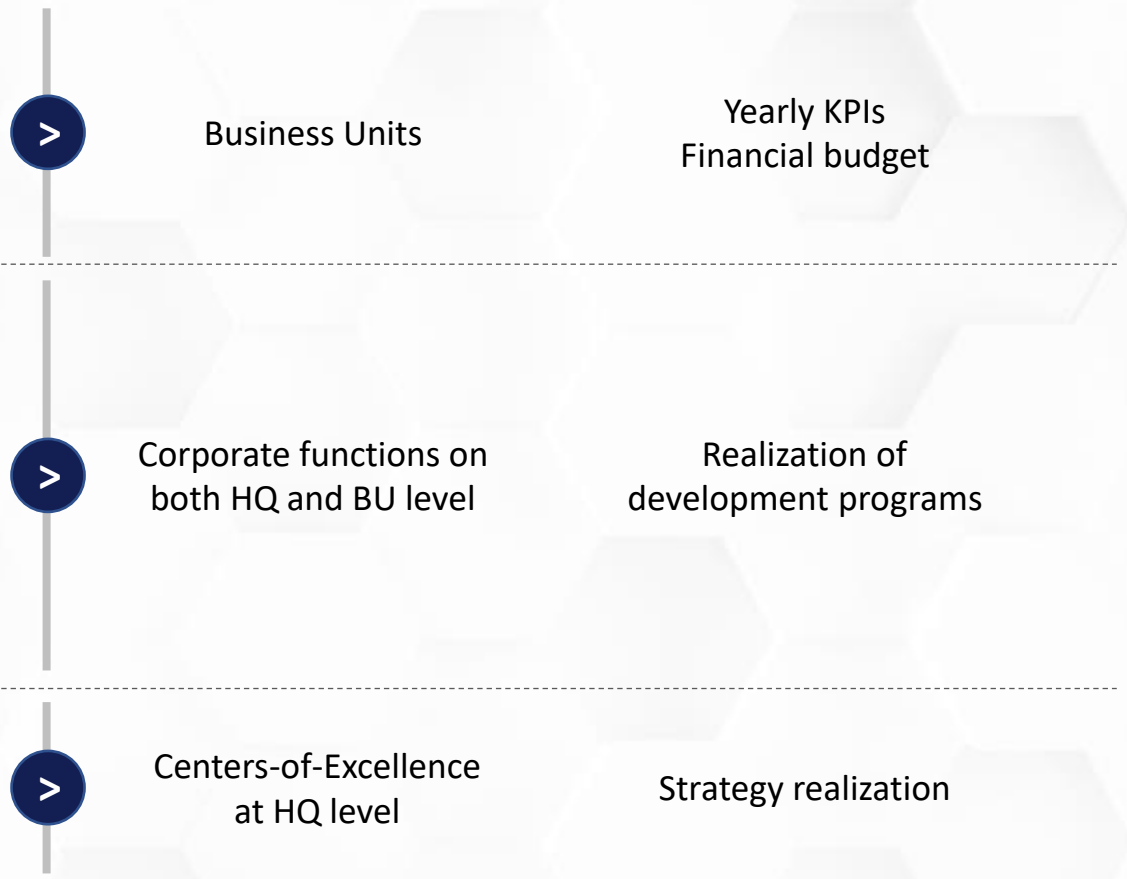 >
Business Units
Yearly KPIs
Financial budget
>
Corporate functions on
both HQ and BU level
Realization of
development programs
>
Centers-of-Excellence
at HQ level
Strategy realization